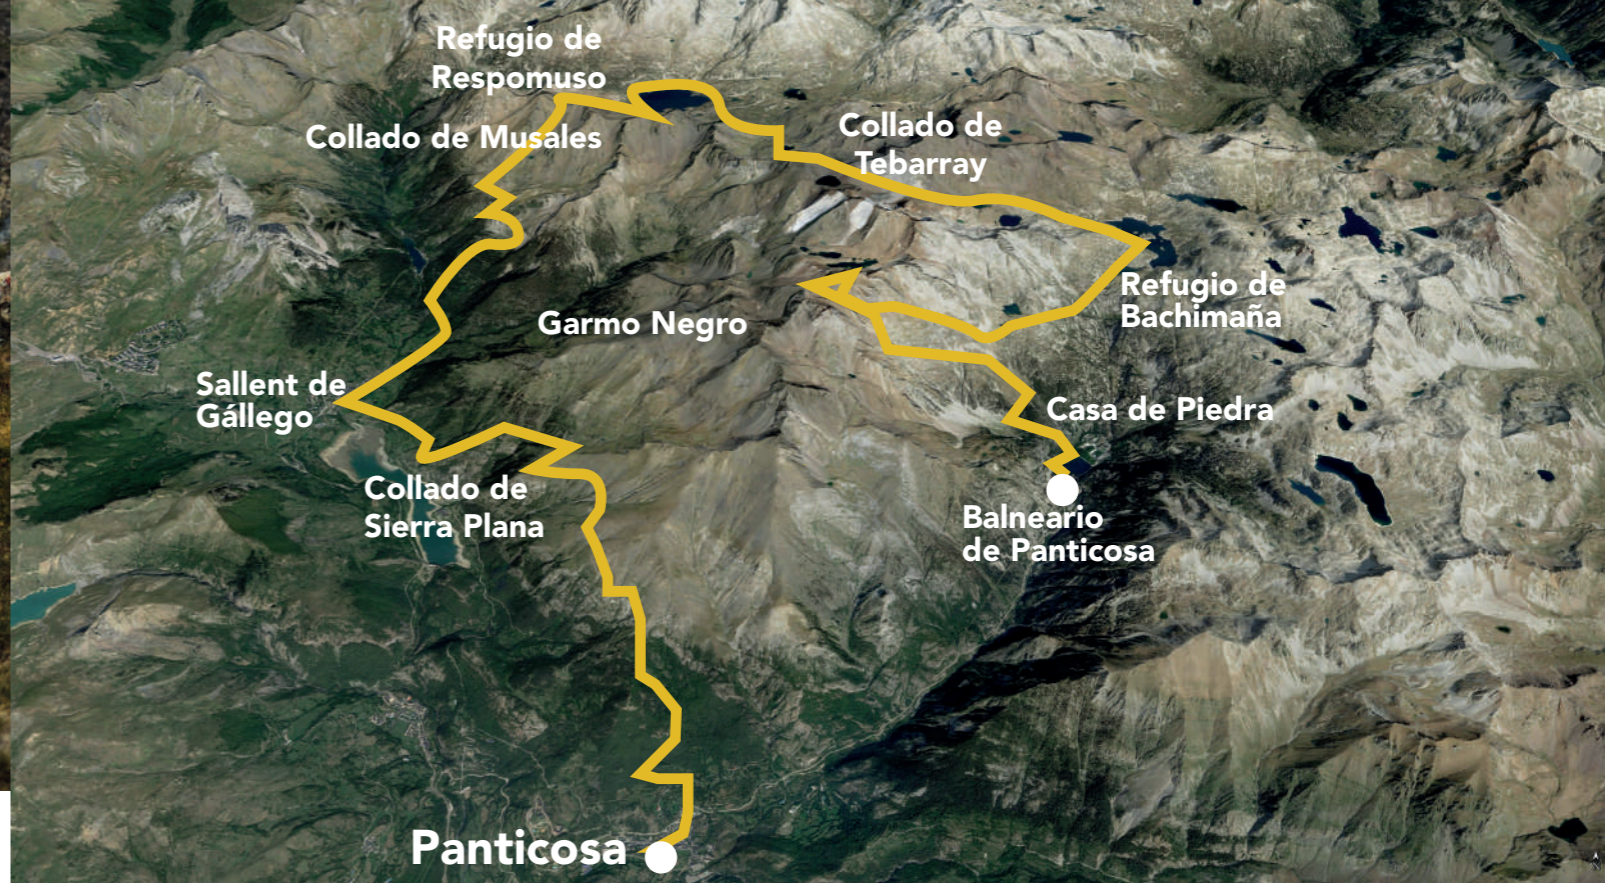 Refugio de
Respomuso
Collado de Musales
Collado de
Tebarray
Refugio de
Bachimaña
Garmo Negro
Sallent de
Gállego
Casa de Piedra
Collado de
Sierra Plana
Balneario
de Panticosa
Panticosa